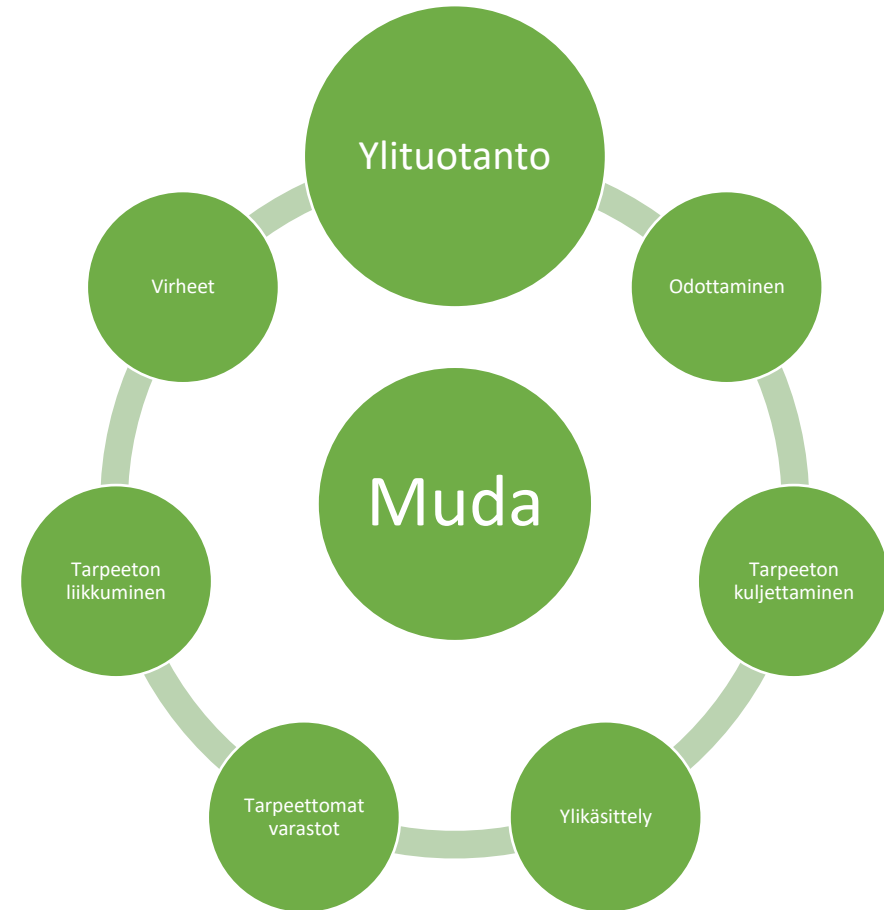 Ylituotanto
Odottaminen
Tarpeeton
kuljettaminen
Ylikäsittely
Tarpeettomat
varastot
Tarpeeton
liikkuminen
Virheet
Muda